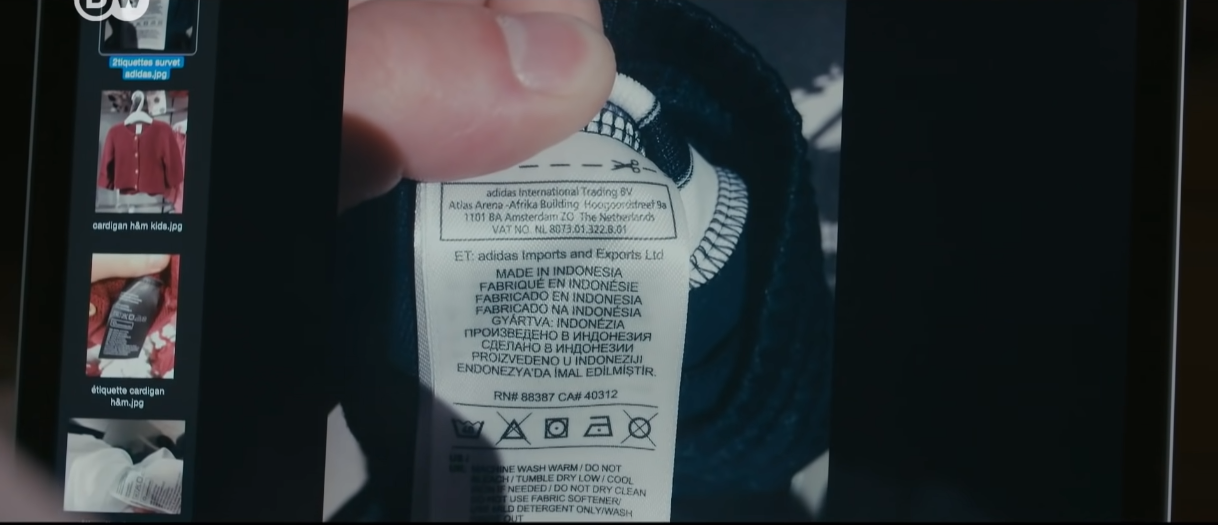 DW
2tiquettes survet
adidas.jpg
cardigan h&m kids.jpg
étiquette cardigan
h&m.jpg
adidas International Trading BV
Atlas Arena -Afrika Building Hoogoordstreef 9a
1101 BA Amsterdam ZO The Netherlands
VAT NO. NL 8073.01.322.B.01
ET: adidas Imports and Exports Ltd
MADE IN INDONESIA
FABRIQUÉ EN INDONÉSIE
FABRICADO EN INDONESIA
FABRICADO NA INDONÉSIA
GYÁRTVA: INDONÉZIA
ПРОИЗВЕДЕНО В ИНДОНЕЗИЯ
СДЕЛАНО В ИНДОНЕЗИИ
PROIZVEDENO U INDONEZIJI
ENDONEZYA'DA İMAL EDİLMİŞTİR.
RN# 88387 CA# 40312
MACHINE WASH WARM / DO NOT
/ TUMBLE DRY LOW / COOL
IF NEEDED / DO NOT DRY CLEAN
NOT USE FABRIC SOFTENER/
MILD DETERGENT ONLY/WASH
OUT